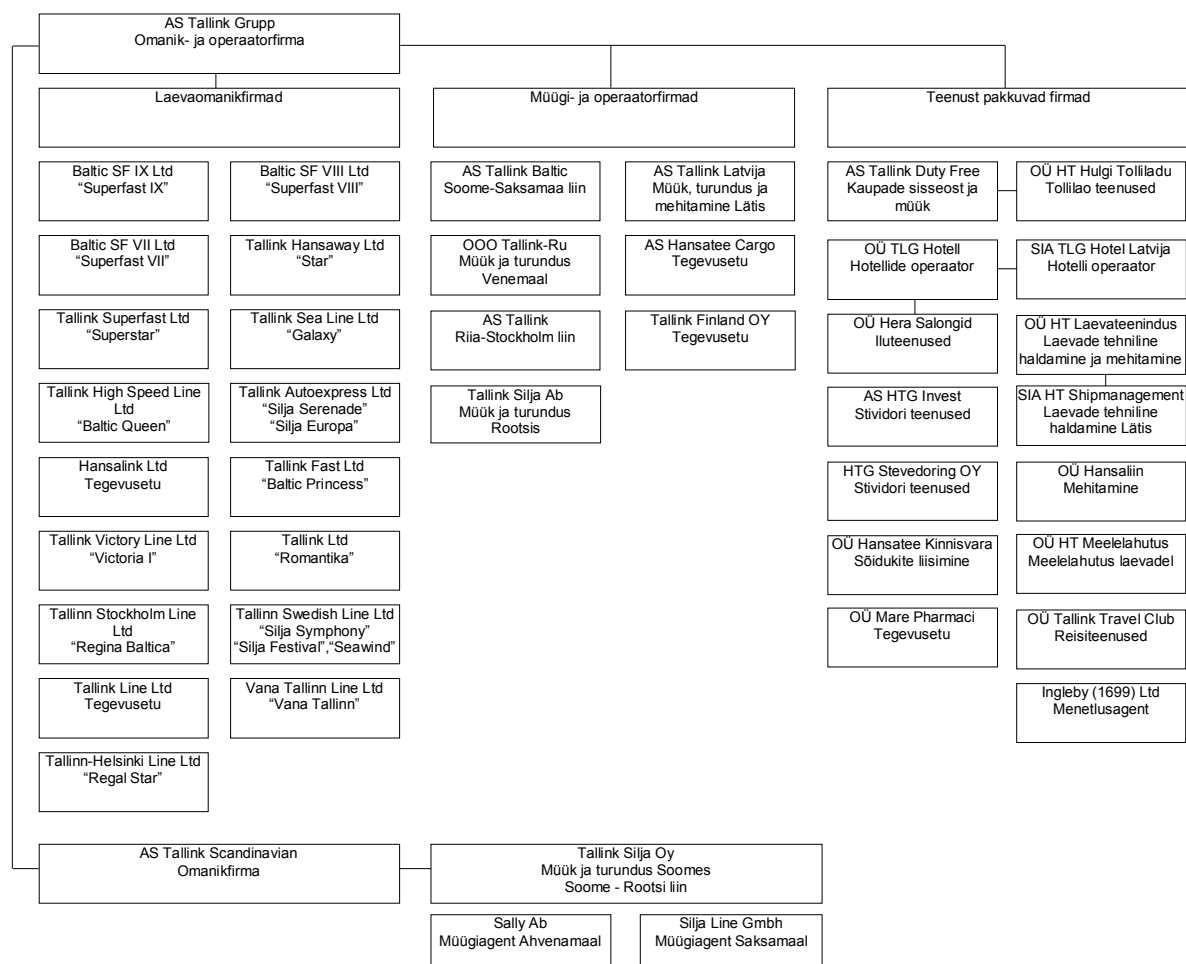 AS Tallink Grupp
Omanik- ja operaatorfirma
Laevaomanikfirmad
Müügi- ja operaatorfirmad
Teenust pakkuvad firmad
Baltic SF IX Ltd
“Superfast IX”
Baltic SF VIII Ltd
“Superfast VIII”
Baltic SF VII Ltd
“Superfast VII”
Tallink Hansaway Ltd
“Star”
Tallink Superfast Ltd
“Superstar”
Tallink Sea Line Ltd
“Galaxy”
Tallink High Speed Line
Ltd
“Baltic Queen”
Tallink Autoexpress Ltd
“Silja Serenade”
“Silja Europa”
Hansalink Ltd
Tegevusetu
Tallink Fast Ltd
“Baltic Princess”
Tallink Victory Line Ltd
“Victoria I”
Tallink Ltd
“Romantika”
Tallinn Stockholm Line
Ltd
“Regina Baltica”
Tallinn Swedish Line Ltd
“Silja Symphony”
“Silja Festival”,“Seawind”
Tallink Line Ltd
Tegevusetu
Vana Tallinn Line Ltd
“Vana Tallinn”
Tallinn-Helsinki Line Ltd
“Regal Star”
AS Tallink Baltic
Soome-Saksamaa liin
AS Tallink Latvija
Müük, turundus ja
mehitamine Lätis
OOO Tallink-Ru
Müük ja turundus
Venemaal
AS Hansatee Cargo
Tegevusetu
AS Tallink
Riia-Stockholm liin
Tallink Finland OY
Tegevusetu
Tallink Silja Ab
Müük ja turundus
Rootsis
AS Tallink Duty Free
Kaupade sisseost ja
müük
OÜ HT Hulgi Tolliladu
Tollilao teenused
OÜ TLG Hotell
Hotellide operaator
SIA TLG Hotel Latvija
Hotelli operaator
OÜ Hera Salongid
Iluteenused
OÜ HT Laevateenindus
Laevade tehniline
haldamine ja mehitamine
AS HTG Invest
Stividori teenused
SIA HT Shipmanagement
Laevade tehniline
haldamine Lätis
HTG Stevedoring OY
Stividori teenused
OÜ Hansaliin
Mehitamine
OÜ Hansatee Kinnisvara
Sõidukite liisimine
OÜ HT Meelelahutus
Meelelahutus laevadel
OÜ Mare Pharmaci
Tegevusetu
OÜ Tallink Travel Club
Reisiteenused
Ingleby (1699) Ltd
Menetlusagent
AS Tallink Scandinavian
Omanikfirma
Tallink Silja Oy
Müük ja turundus Soomes
Soome - Rootsi liin
Sally Ab
Müügiagent Ahvenamaal
Silja Line Gmbh
Müügiagent Saksamaal